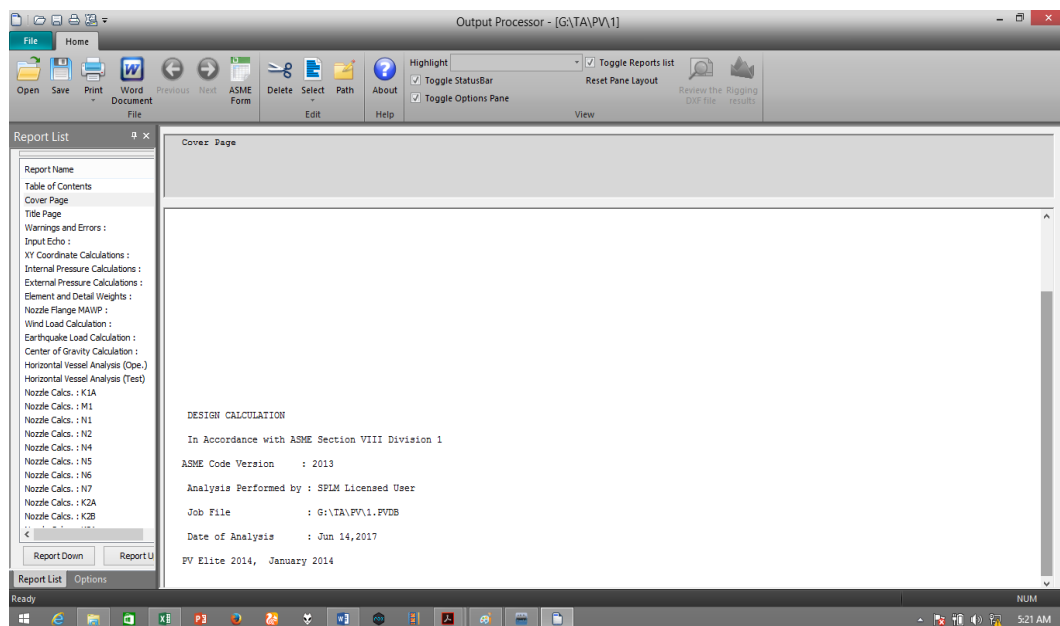 Output Processor - [G:\TA\PV\1]
File Home
Open Save Print Word Document Previous Next ASME Form Delete Select Path About
Highlight
Toggle StatusBar
Toggle Options Pane
Toggle Reports list
Reset Pane Layout
Review the DXF file
Rigging results
File Edit Help View
Report List
Report Name
Table of Contents
Cover Page
Title Page
Warnings and Errors :
Input Echo :
XY Coordinate Calculations :
Internal Pressure Calculations :
External Pressure Calculations :
Element and Detail Weights :
Nozzle Flange MAWP :
Wind Load Calculation :
Earthquake Load Calculation :
Center of Gravity Calculation :
Horizontal Vessel Analysis (Ope.)
Horizontal Vessel Analysis (Test)
Nozzle Calcs. : K1A
Nozzle Calcs. : M1
Nozzle Calcs. : N1
Nozzle Calcs. : N2
Nozzle Calcs. : N4
Nozzle Calcs. : N5
Nozzle Calcs. : N6
Nozzle Calcs. : N7
Nozzle Calcs. : K2A
Nozzle Calcs. : K2B
Report Down Report U
Report List Options
Cover Page
DESIGN CALCULATION
In Accordance with ASME Section VIII Division 1
ASME Code Version : 2013
Analysis Performed by : SPLM Licensed User
Job File : G:\TA\PV\1.PVDB
Date of Analysis : Jun 14,2017
PV Elite 2014, January 2014
Ready NUM
5:21 AM